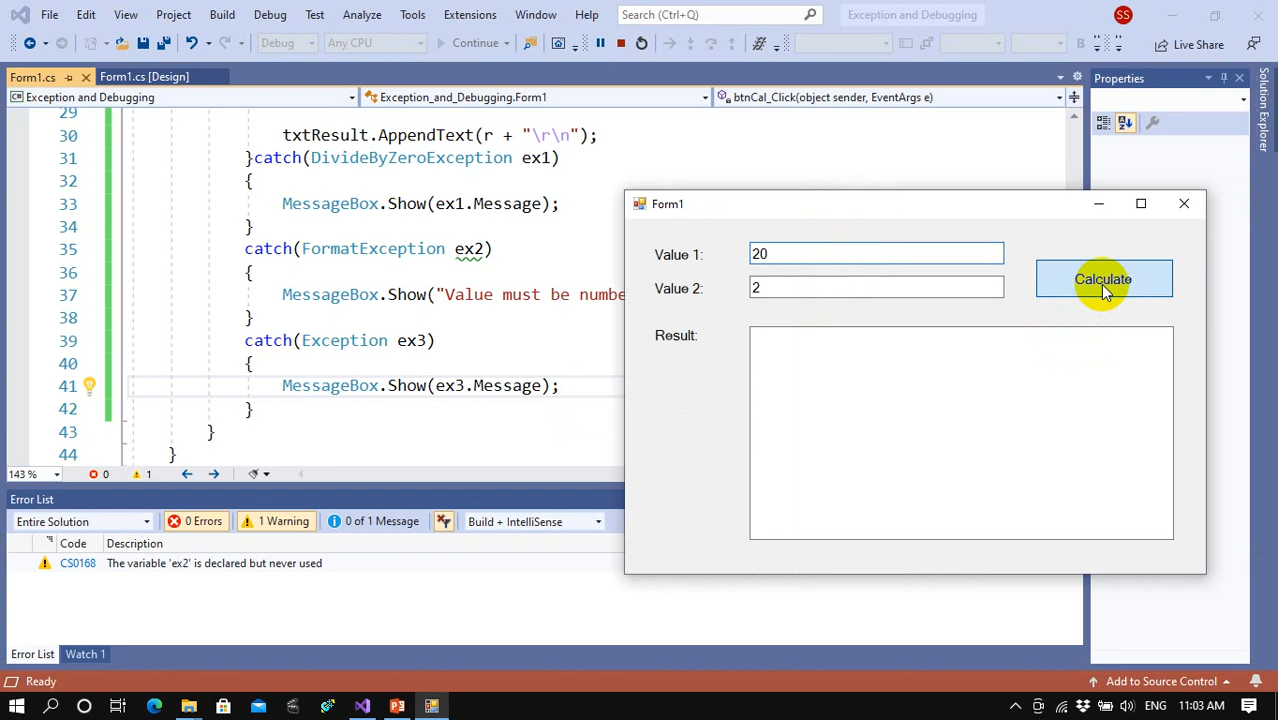 File Edit View Project Build Debug Test Analyze Tools Extensions Window Help Search (Ctrl+Q) Exception and Debugging SS
Debug Any CPU Continue Live Share
Form1.cs Form1.cs [Design] Properties
Exception and Debugging Exception_and_Debugging.Form1 btnCal_Click(object sender, EventArgs e)
Solution Explorer
29
30 txtResult.AppendText(r + "\r\n");
31 }catch(DivideByZeroException ex1)
32 {
33 MessageBox.Show(ex1.Message);
34 }
35 catch(FormatException ex2)
36 {
37 MessageBox.Show("Value must be numbe
38 }
39 catch(Exception ex3)
40 {
41 MessageBox.Show(ex3.Message);
42 }
43 }
44 }
Form1
Value 1: 20
Calculate
Value 2: 2
Result:
143 % 0 1
Error List
Entire Solution 0 Errors 1 Warning 0 of 1 Message Build + IntelliSense
Code Description
CS0168 The variable 'ex2' is declared but never used
Error List Watch 1
Ready Add to Source Control
ENG 11:03 AM